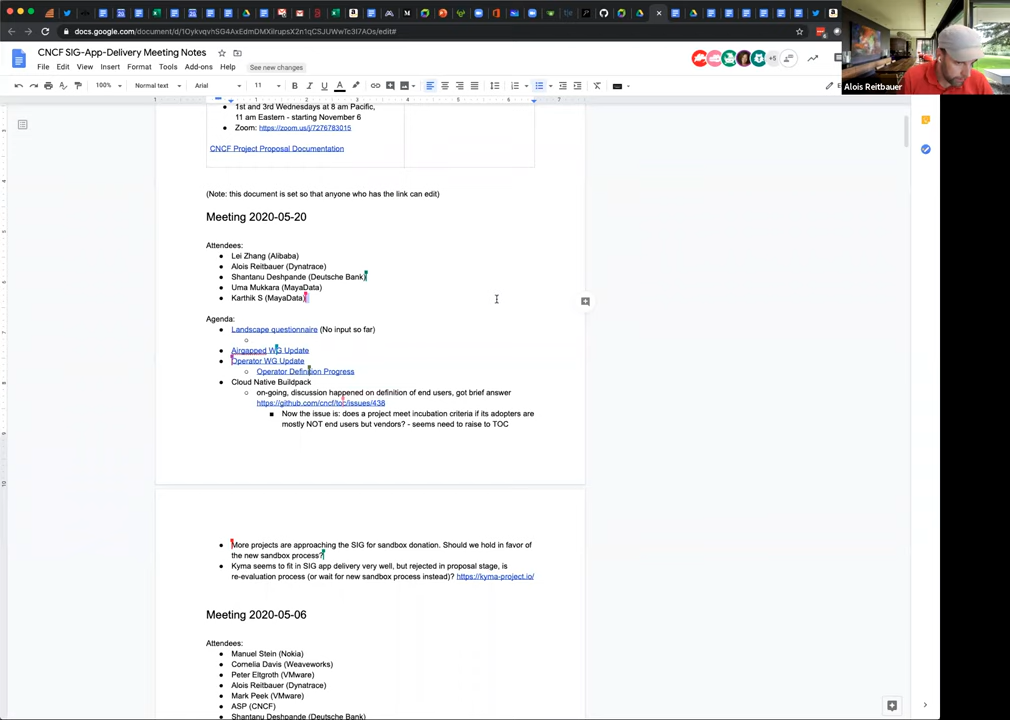 docs.google.com/document/d/1OykvqvhSG4AxEdmDMXilrupsX2n1qCSJUWwTc3I7AOs/edit#
CNCF SIG-App-Delivery Meeting Notes
File Edit View Insert Format Tools Add-ons Help See new changes
+5
100% Normal text Arial 11
Alois Reitbauer
1st and 3rd Wednesdays at 8 am Pacific,
11 am Eastern - starting November 6
Zoom: https://zoom.us/j/7276783015
CNCF Project Proposal Documentation
(Note: this document is set so that anyone who has the link can edit)
Meeting 2020-05-20
Attendees:
Lei Zhang (Alibaba)
Alois Reitbauer (Dynatrace)
Shantanu Deshpande (Deutsche Bank)
Uma Mukkara (MayaData)
Karthik S (MayaData)
Agenda:
Landscape questionnaire (No input so far)
Airgapped WG Update
Operator WG Update
Operator Definition Progress
Cloud Native Buildpack
on-going, discussion happened on definition of end users, got brief answer
https://github.com/cncf/toc/issues/438
Now the issue is: does a project meet incubation criteria if its adopters are
mostly NOT end users but vendors? - seems need to raise to TOC
More projects are approaching the SIG for sandbox donation. Should we hold in favor of
the new sandbox process?
Kyma seems to fit in SIG app delivery very well, but rejected in proposal stage, is
re-evaluation process (or wait for new sandbox process instead)? https://kyma-project.io/
Meeting 2020-05-06
Attendees:
Manuel Stein (Nokia)
Cornelia Davis (Weaveworks)
Peter Eltgroth (VMware)
Alois Reitbauer (Dynatrace)
Mark Peek (VMware)
ASP (CNCF)
Shantanu Deshpande (Deutsche Bank)